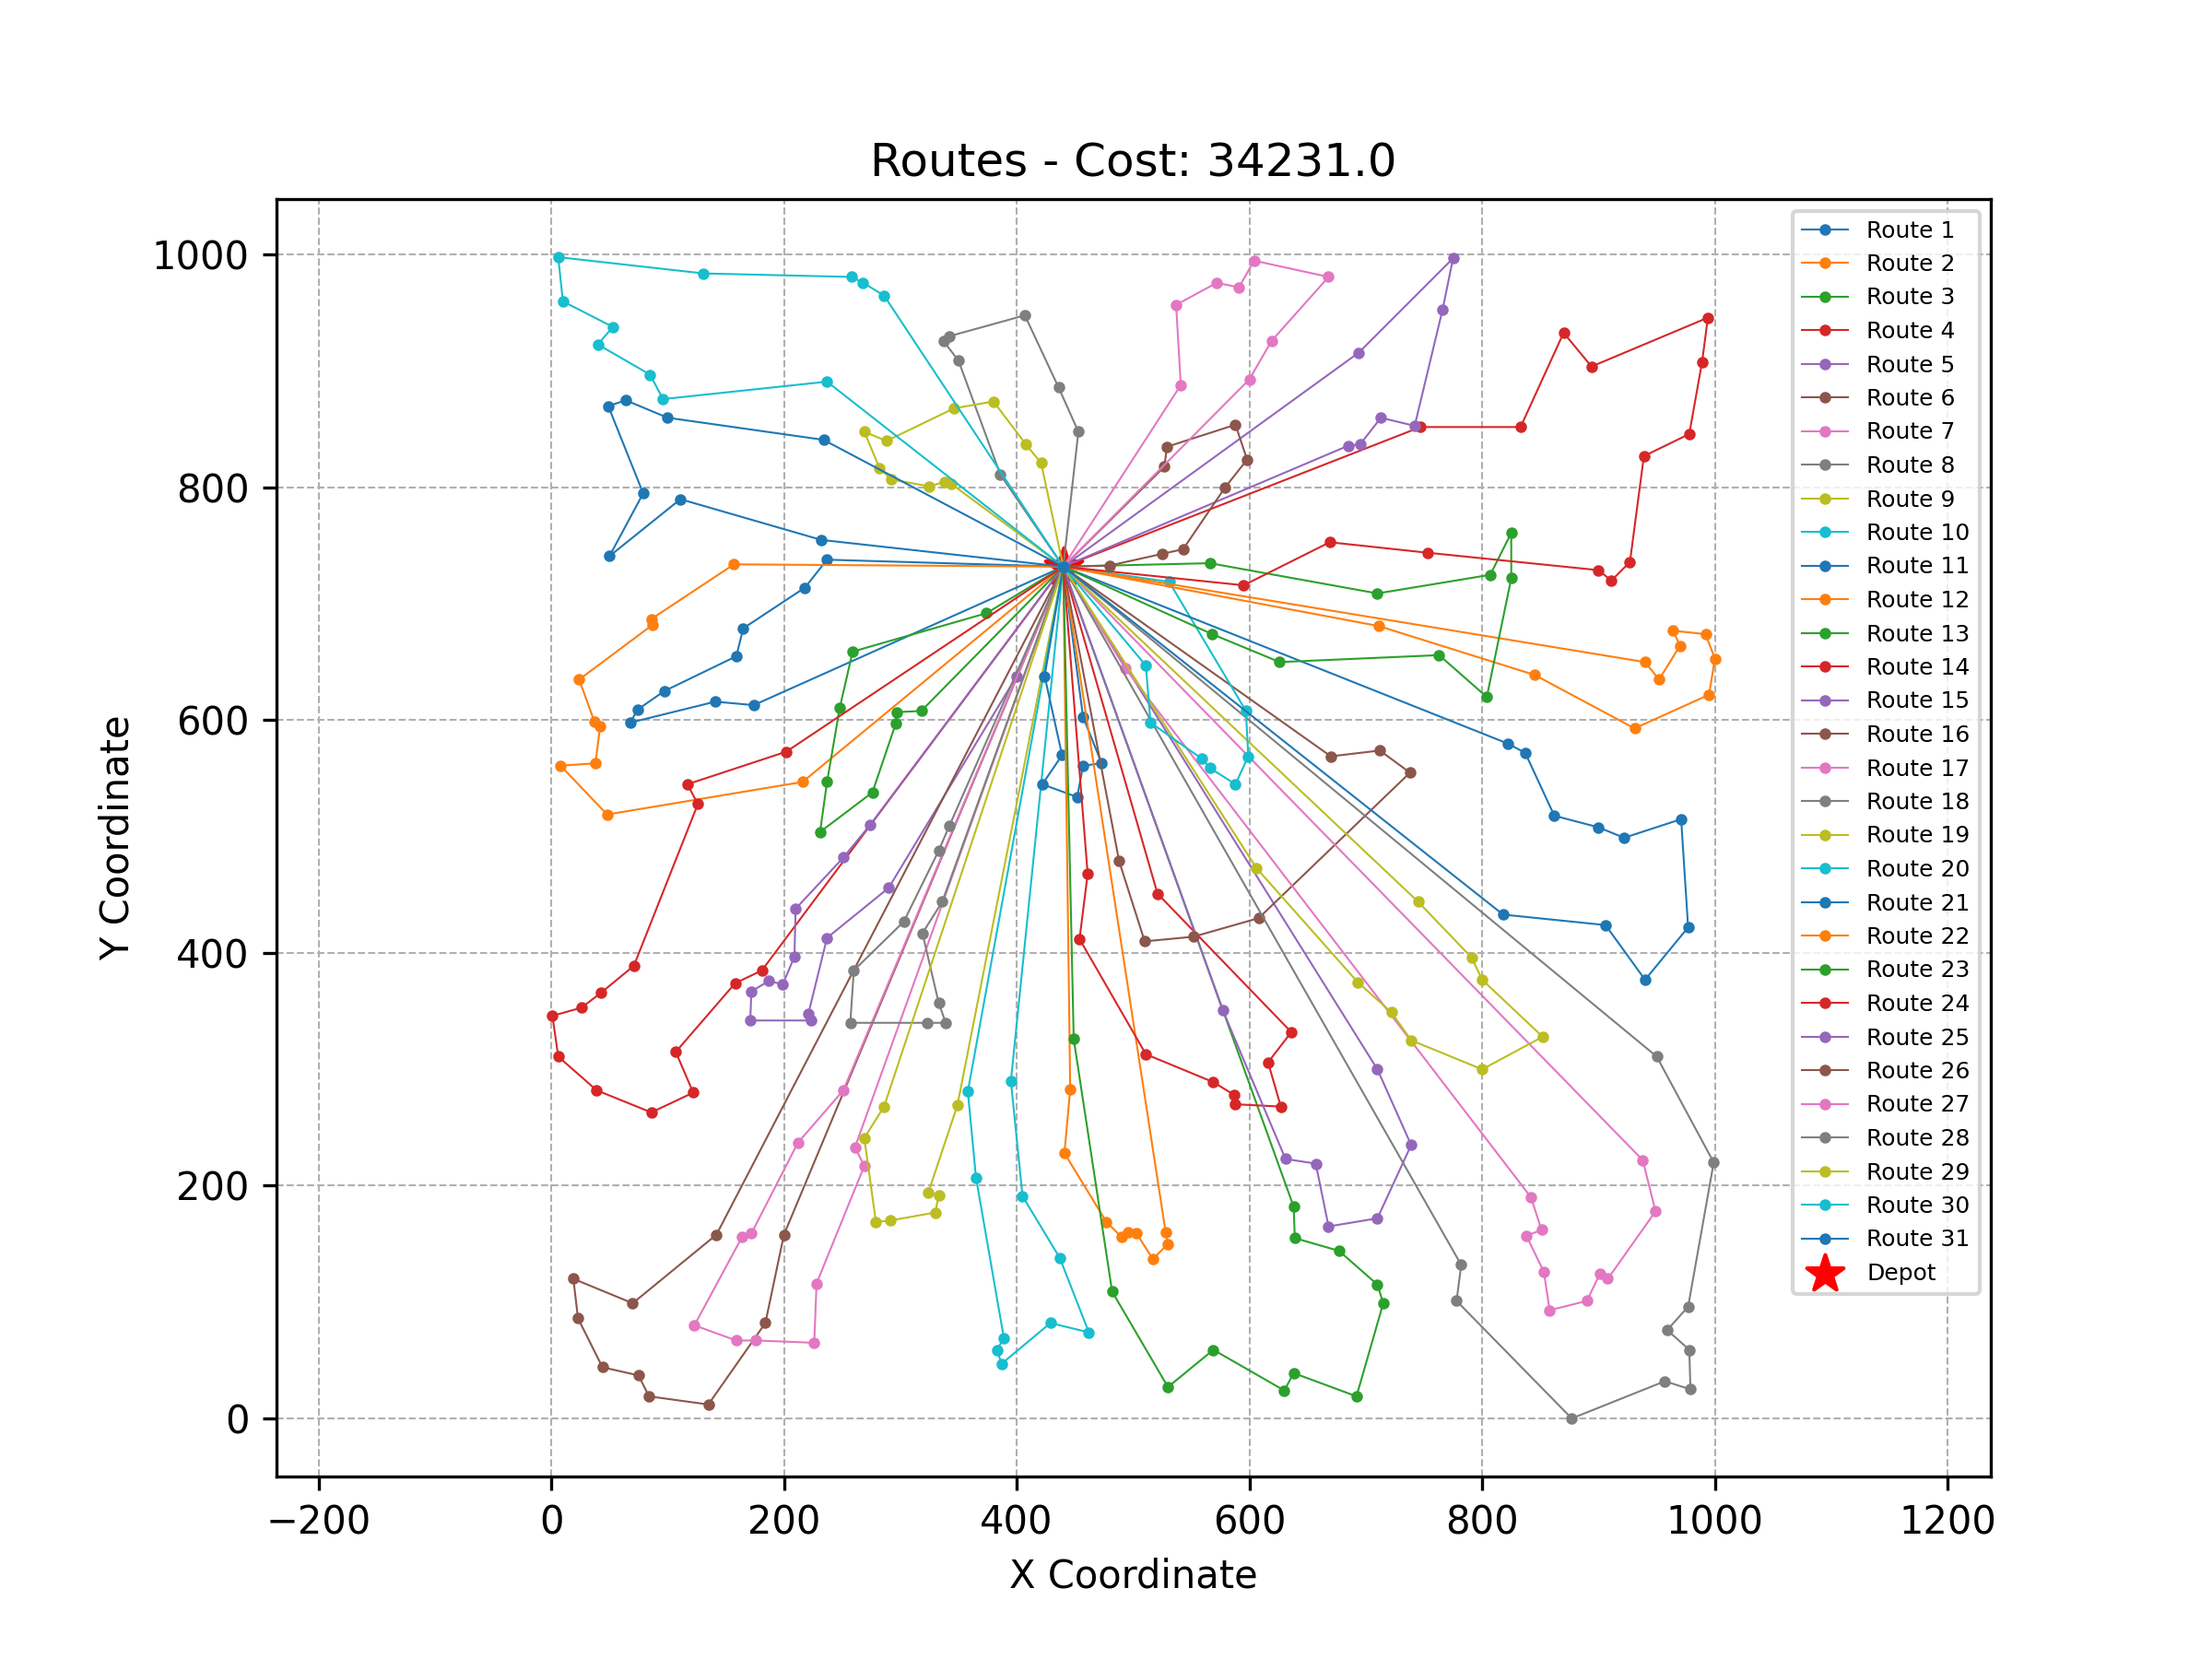 Routes - Cost: 34231.0
Y Coordinate
1000
800
600
400
200
0
−200
0
200
400
600
800
1000
1200
X Coordinate
Route 1
Route 2
Route 3
Route 4
Route 5
Route 6
Route 7
Route 8
Route 9
Route 10
Route 11
Route 12
Route 13
Route 14
Route 15
Route 16
Route 17
Route 18
Route 19
Route 20
Route 21
Route 22
Route 23
Route 24
Route 25
Route 26
Route 27
Route 28
Route 29
Route 30
Route 31
Depot